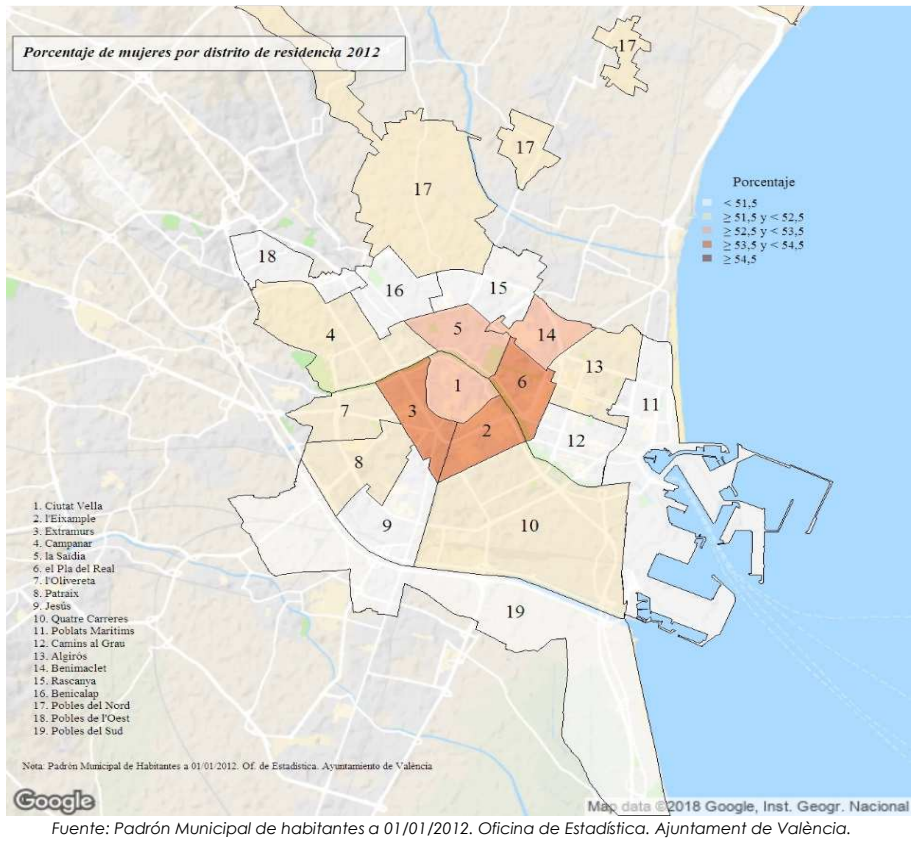 Porcentaje de mujeres por distrito de residencia 2012
17
17
17
Porcentaje
< 51,5
≥ 51,5 y < 52,5
≥ 52,5 y < 53,5
≥ 53,5 y < 54,5
≥ 54,5
18
16
15
4
5
14
13
1
6
3
2
7
11
12
8
9
10
19
1. Ciutat Vella
2. l'Eixample
3. Extramurs
4. Campanar
5. la Saïdia
6. el Pla del Real
7. l'Olivereta
8. Patraix
9. Jesús
10. Quatre Carreres
11. Poblats Marítims
12. Camins al Grau
13. Algirós
14. Benimaclet
15. Rascanya
16. Benicalap
17. Pobles del Nord
18. Pobles de l'Oest
19. Pobles del Sud
Nota: Padrón Municipal de Habitantes a 01/01/2012. Of. de Estadística. Ayuntamiento de València
Google
Map data ©2018 Google, Inst. Geogr. Nacional
Fuente: Padrón Municipal de habitantes a 01/01/2012. Oficina de Estadística. Ajuntament de València.